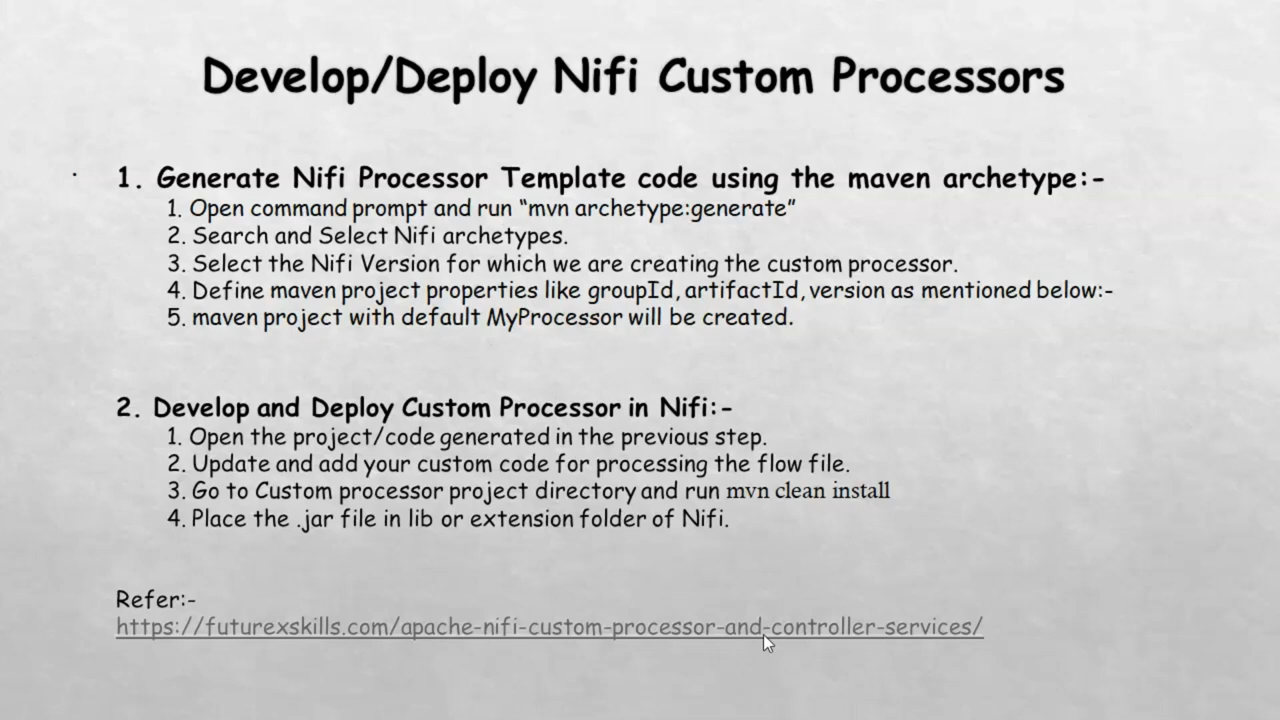 Develop/Deploy Nifi Custom Processors
1. Generate Nifi Processor Template code using the maven archetype:-
1. Open command prompt and run “mvn archetype:generate”
2. Search and Select Nifi archetypes.
3. Select the Nifi Version for which we are creating the custom processor.
4. Define maven project properties like groupId, artifactId, version as mentioned below:-
5. maven project with default MyProcessor will be created.
2. Develop and Deploy Custom Processor in Nifi:-
1. Open the project/code generated in the previous step.
2. Update and add your custom code for processing the flow file.
3. Go to Custom processor project directory and run mvn clean install
4. Place the .jar file in lib or extension folder of Nifi.
Refer:-
https://futurexskills.com/apache-nifi-custom-processor-and-controller-services/